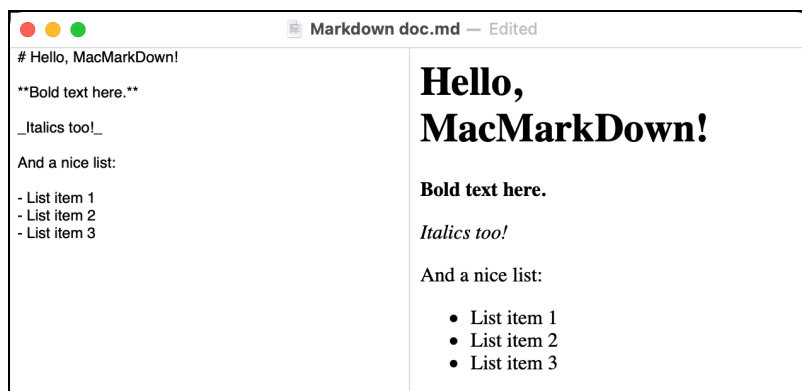 Markdown doc.md — Edited
# Hello, MacMarkDown!
**Bold text here.**
_Italics too!_
And a nice list:
- List item 1
- List item 2
- List item 3
Hello,
MacMarkDown!
Bold text here.
Italics too!
And a nice list:
• List item 1
• List item 2
• List item 3